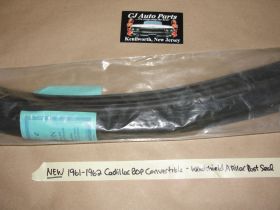 CJ Auto Parts
Kenilworth, New Jersey
NEW 1961-1962 Cadillac BOP Convertible - Windshield A Pillar Post Seal